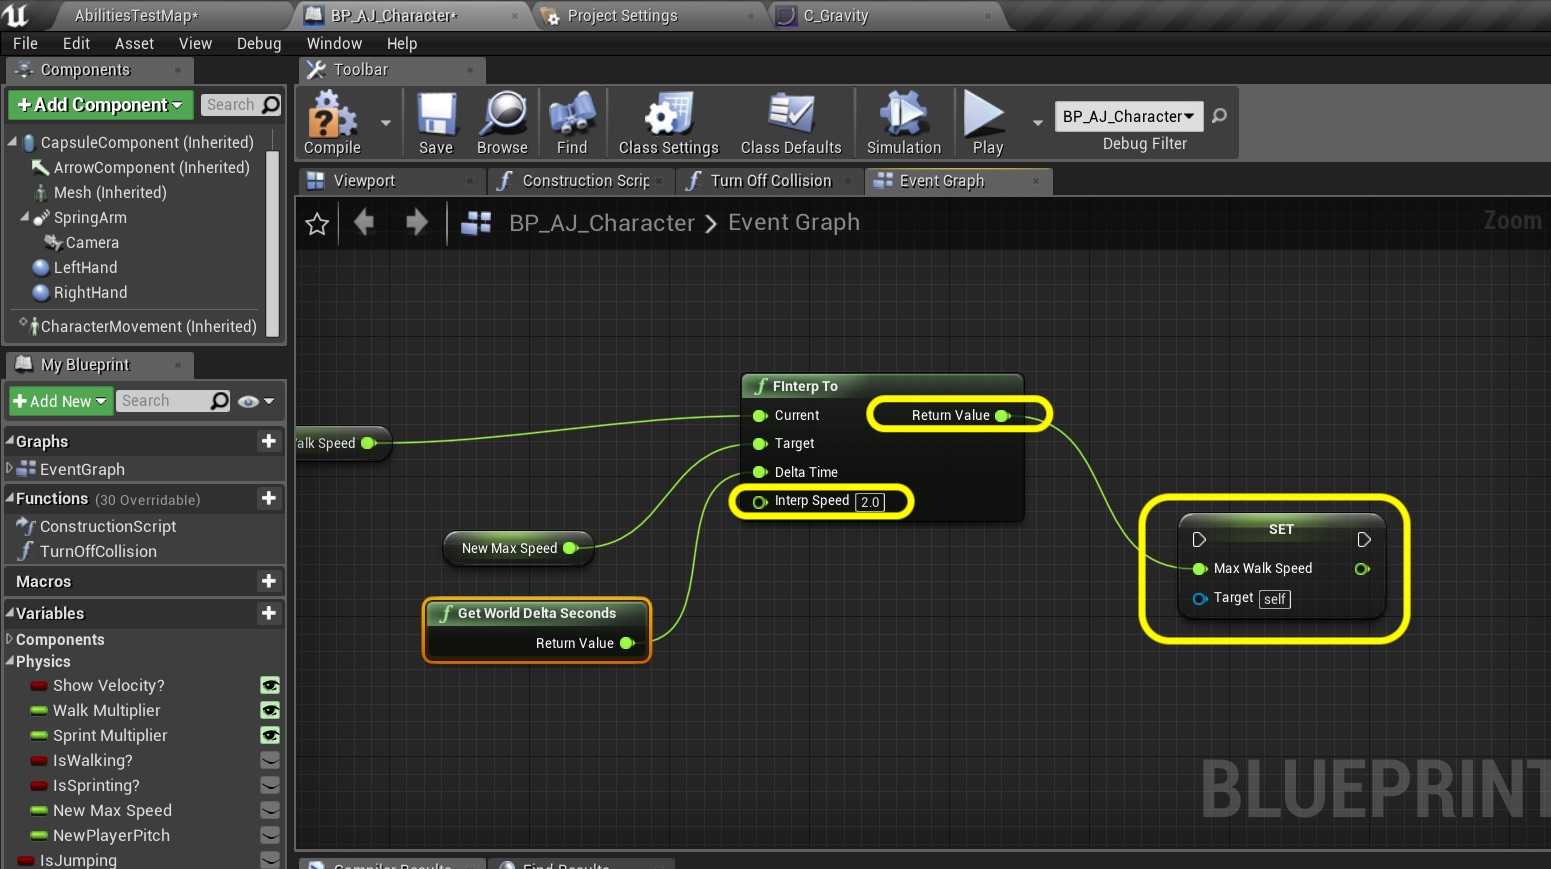 AbilitiesTestMap*
BP_AJ_Character*
Project Settings
C_Gravity
File Edit Asset View Debug Window Help
Components
Toolbar
+Add Component
Search
CapsuleComponent (Inherited)
ArrowComponent (Inherited)
Mesh (Inherited)
SpringArm
Camera
LeftHand
RightHand
CharacterMovement (Inherited)
Compile
Save
Browse
Find
Class Settings
Class Defaults
Simulation
Play
BP_AJ_Character
Debug Filter
Viewport
Construction Scrip
Turn Off Collision
Event Graph
BP_AJ_Character > Event Graph
Zoom
My Blueprint
+Add New
Search
Graphs
EventGraph
Functions (30 Overridable)
ConstructionScript
TurnOffCollision
Macros
Variables
Components
Physics
Show Velocity?
Walk Multiplier
Sprint Multiplier
IsWalking?
IsSprinting?
New Max Speed
NewPlayerPitch
IsJumping
alk Speed
FInterp To
Current
Return Value
Target
Delta Time
Interp Speed 2.0
New Max Speed
Get World Delta Seconds
Return Value
SET
Max Walk Speed
Target self
BLUEPRINT
Compiler Results
Find Results